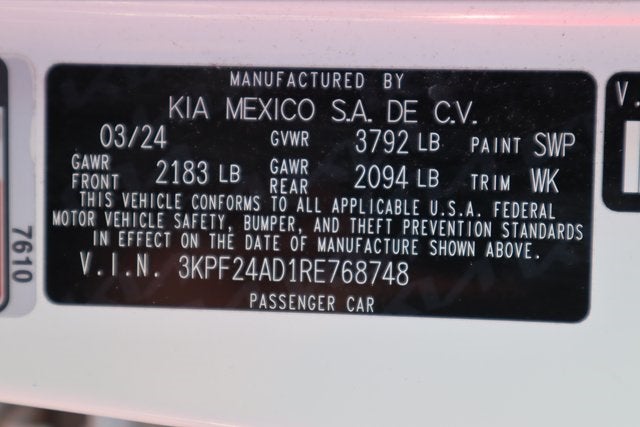 MANUFACTURED BY
KIA MEXICO S.A. DE C.V.
03/24 GVWR 3792 LB PAINT SWP
GAWR FRONT 2183 LB GAWR REAR 2094 LB TRIM WK
THIS VEHICLE CONFORMS TO ALL APPLICABLE U.S.A. FEDERAL
MOTOR VEHICLE SAFETY, BUMPER, AND THEFT PREVENTION STANDARDS
IN EFFECT ON THE DATE OF MANUFACTURE SHOWN ABOVE.
V.I.N. 3KPF24AD1RE768748
PASSENGER CAR
7610
V.